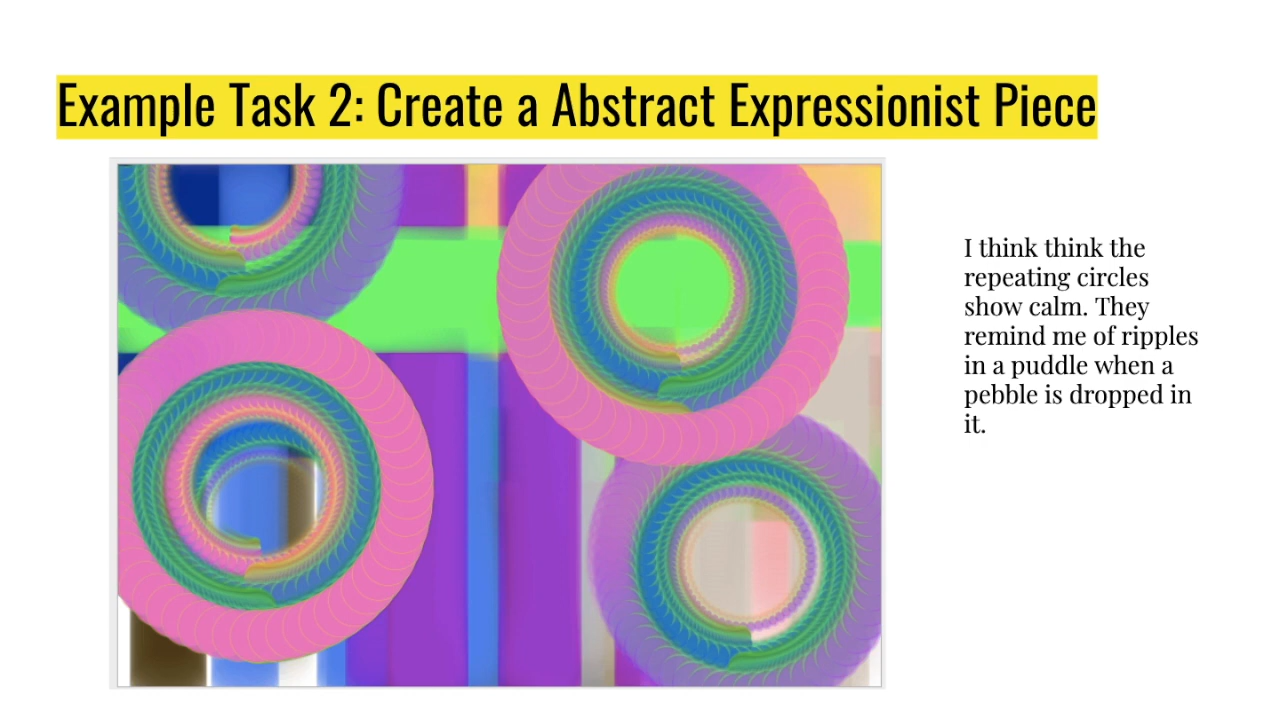 Example Task 2: Create a Abstract Expressionist Piece
I think think the
repeating circles
show calm. They
remind me of ripples
in a puddle when a
pebble is dropped in
it.